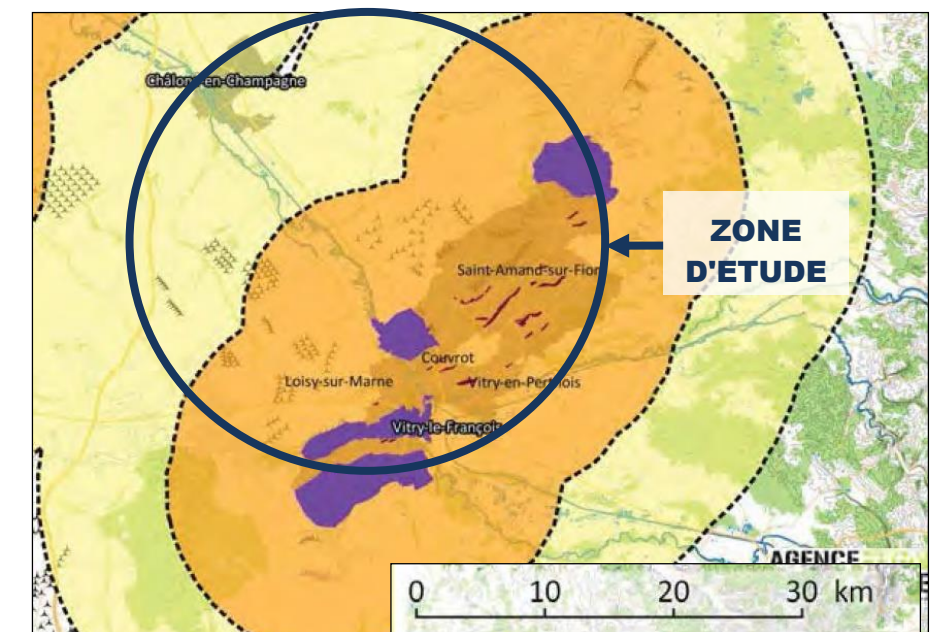 Châlons-en-Champagne
ZONE
D'ETUDE
Saint-Amand-sur-Fion
Couvrot
Loisy-sur-Marne
Vitry-en-Perthois
Vitry-le-François
AGENCE
0 10 20 30 km